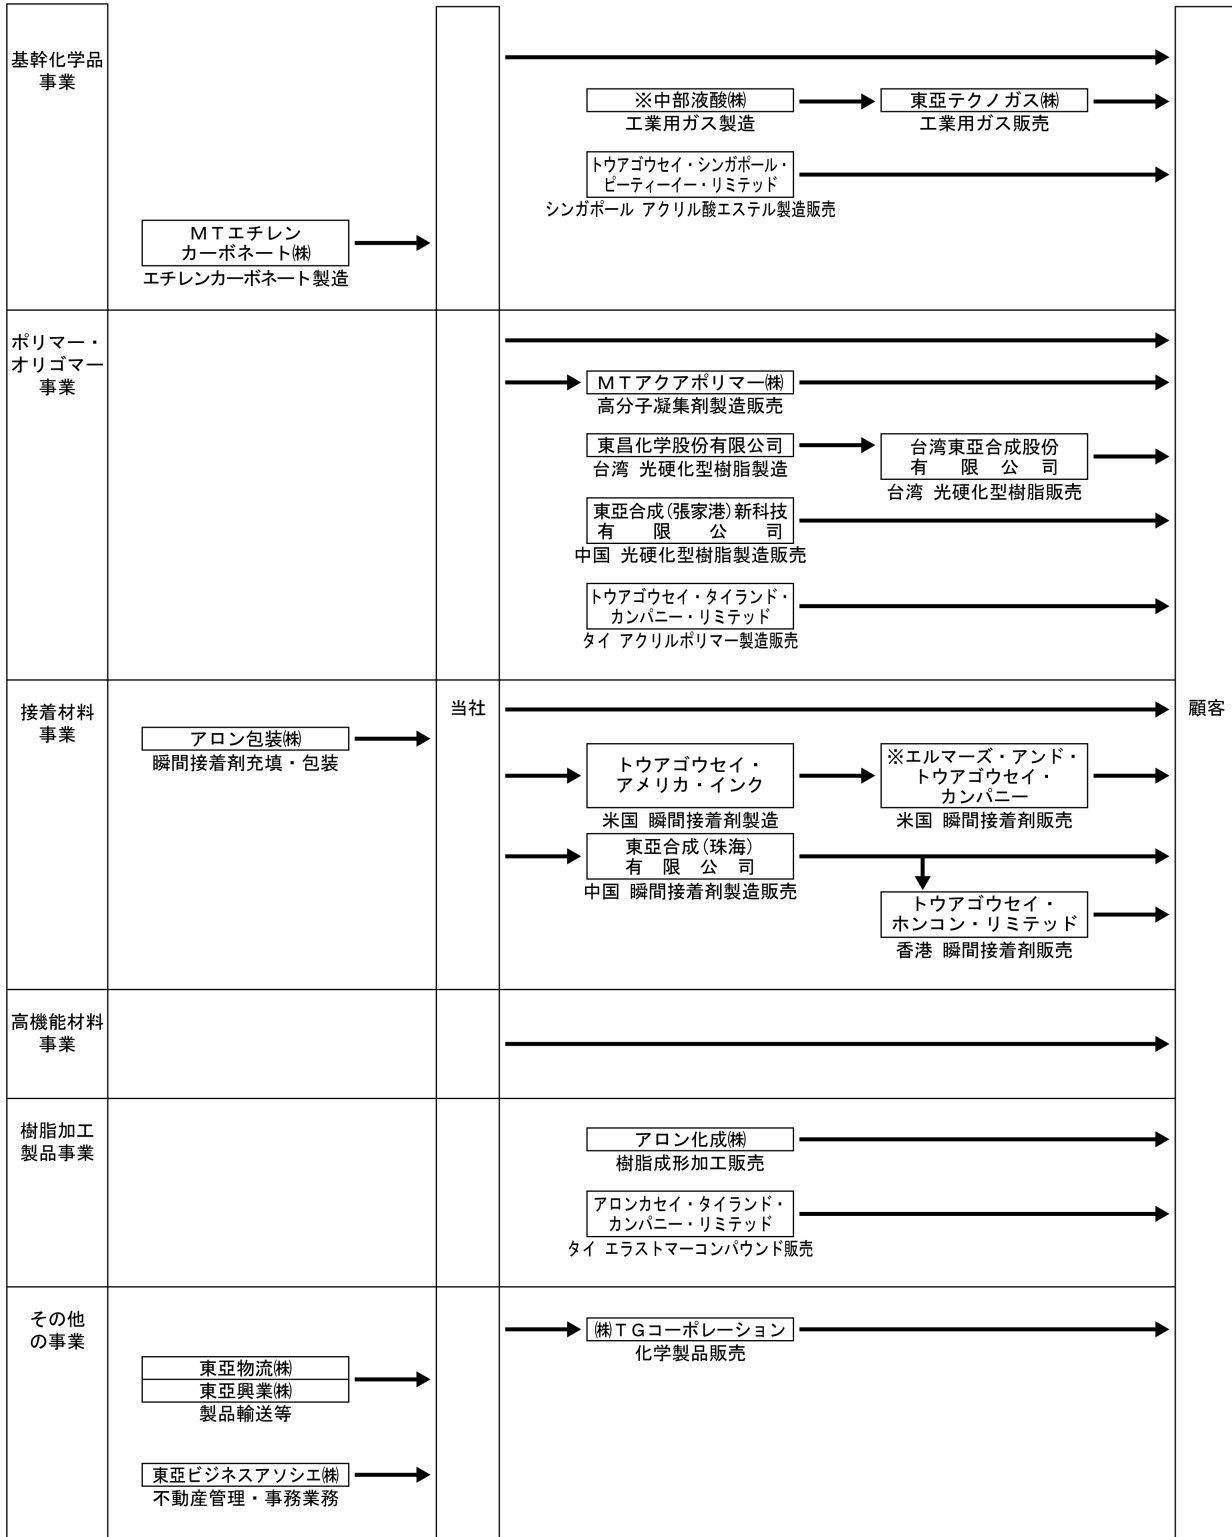 基幹化学品
事業
※中部液酸㈱
工業用ガス製造
東亞テクノガス㈱
工業用ガス販売
トウアゴウセイ・シンガポール・
ピーティーイー・リミテッド
シンガポール アクリル酸エステル製造販売
ＭＴエチレン
カーボネート㈱
エチレンカーボネート製造
ポリマー・
オリゴマー
事業
ＭＴアクアポリマー㈱
高分子凝集剤製造販売
東昌化学股份有限公司
台湾 光硬化型樹脂製造
台湾東亞合成股份
有限公司
台湾 光硬化型樹脂販売
東亞合成(張家港)新科技
有限公司
中国 光硬化型樹脂製造販売
トウアゴウセイ・タイランド・
カンパニー・リミテッド
タイ アクリルポリマー製造販売
接着材料
事業
アロン包装㈱
瞬間接着剤充填・包装
当社
顧客
トウアゴウセイ・
アメリカ・インク
米国 瞬間接着剤製造
※エルマーズ・アンド・
トウアゴウセイ・
カンパニー
米国 瞬間接着剤販売
東亞合成(珠海)
有限公司
中国 瞬間接着剤製造販売
トウアゴウセイ・
ホンコン・リミテッド
香港 瞬間接着剤販売
高機能材料
事業
樹脂加工
製品事業
アロン化成㈱
樹脂成形加工販売
アロンカセイ・タイランド・
カンパニー・リミテッド
タイ エラストマーコンパウンド販売
その他
の事業
㈱ＴＧコーポレーション
化学製品販売
東亞物流㈱
東亞興業㈱
製品輸送等
東亞ビジネスアソシエ㈱
不動産管理・事務業務